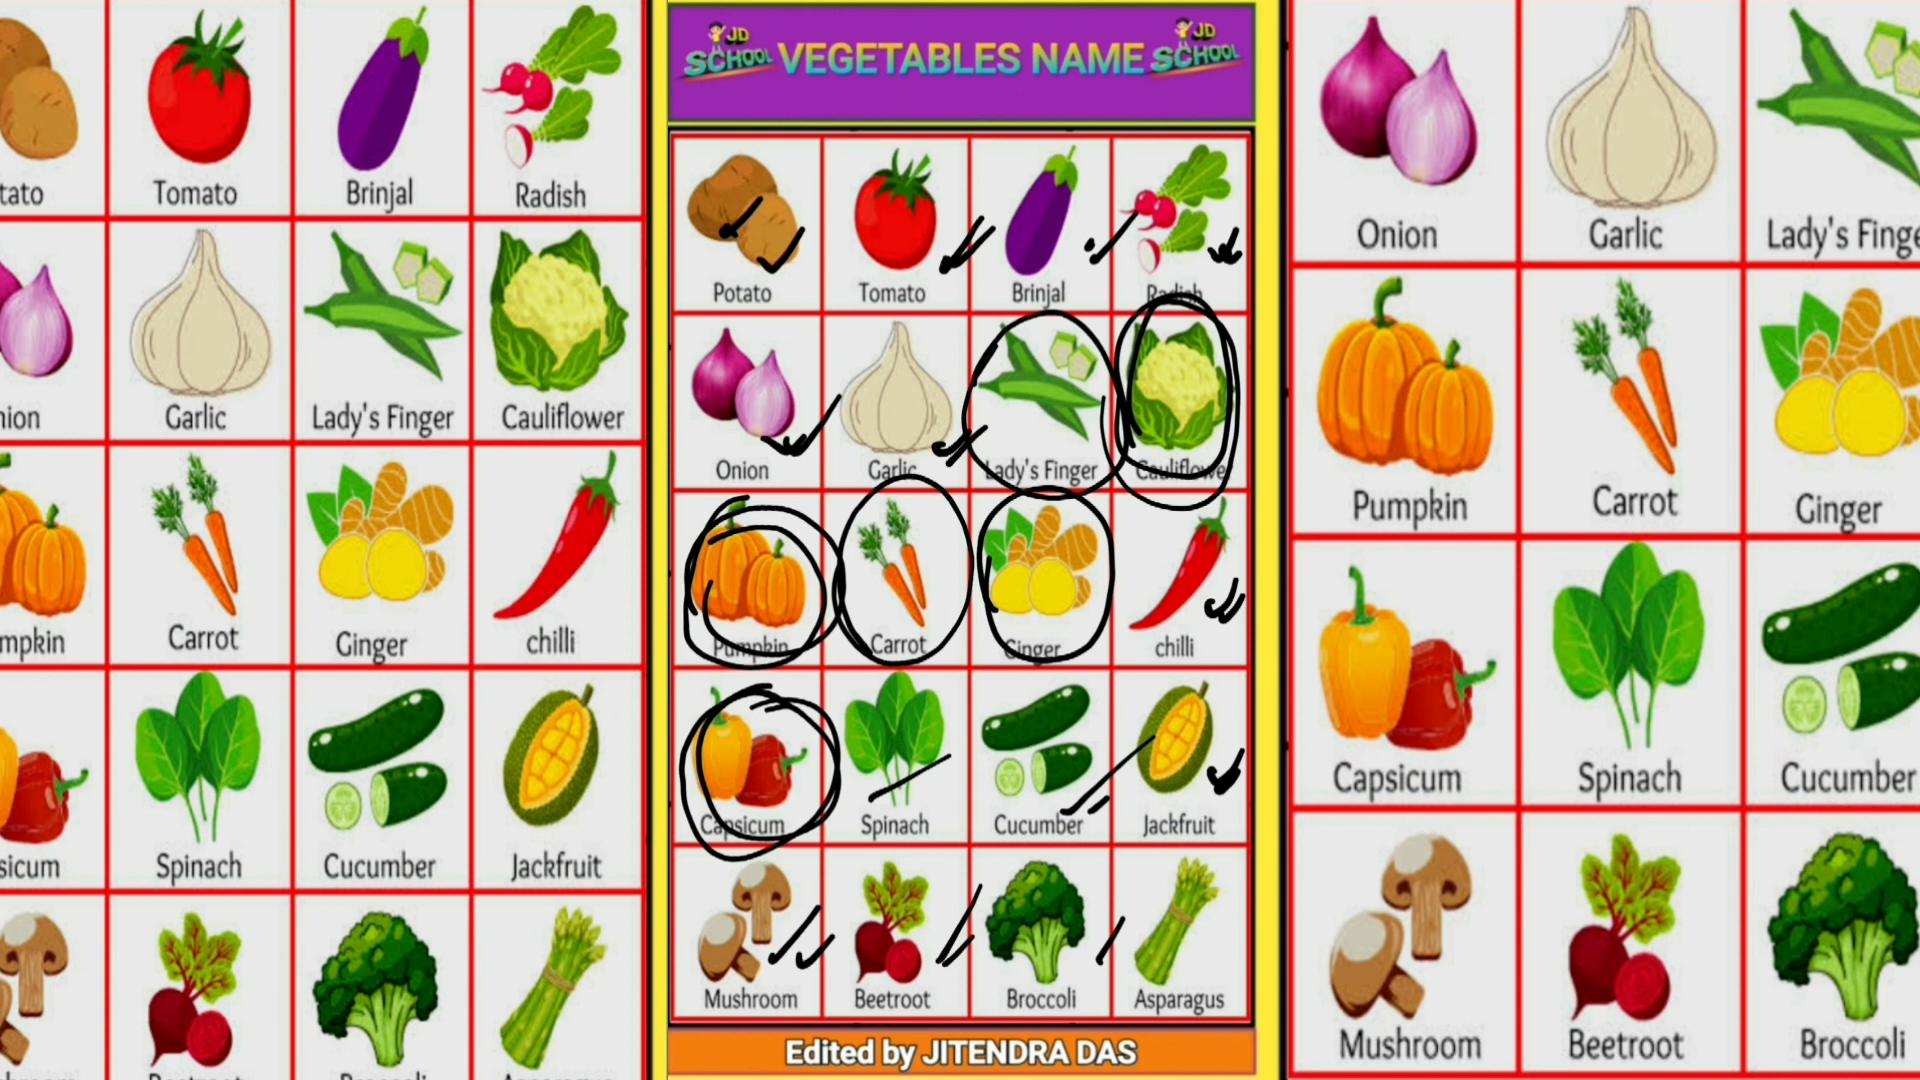 JD SCHOOL VEGETABLES NAME JD SCHOOL
Potato Tomato Brinjal Radish
Onion Garlic Lady's Finger Cauliflower
Pumpkin Carrot Ginger chilli
Capsicum Spinach Cucumber Jackfruit
Mushroom Beetroot Broccoli Asparagus
Edited by JITENDRA DAS
tato Tomato Brinjal Radish
nion Garlic Lady's Finger Cauliflower
mpkin Carrot Ginger chilli
sicum Spinach Cucumber Jackfruit
Onion Garlic Lady's Finge
Pumpkin Carrot Ginger
Capsicum Spinach Cucumber
Mushroom Beetroot Broccoli